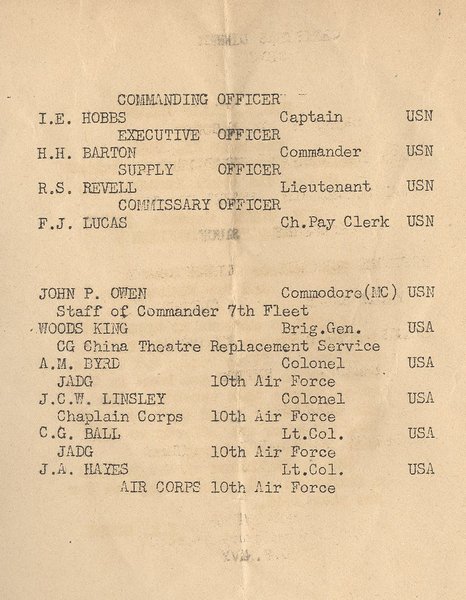 COMMANDING OFFICER
I.E. HOBBS Captain USN
EXECUTIVE OFFICER
H.H. BARTON Commander USN
SUPPLY OFFICER
R.S. REVELL Lieutenant USN
COMMISSARY OFFICER
F.J. LUCAS Ch.Pay Clerk USN
JOHN P. OWEN Commodore(MC) USN
Staff of Commander 7th Fleet
WOODS KING Brig.Gen. USA
CG China Theatre Replacement Service
A.M. BYRD Colonel USA
JADG 10th Air Force
J.C.W. LINSLEY Colonel USA
Chaplain Corps 10th Air Force
C.G. BALL Lt.Col. USA
JADG 10th Air Force
J.A. HAYES Lt.Col. USA
AIR CORPS 10th Air Force